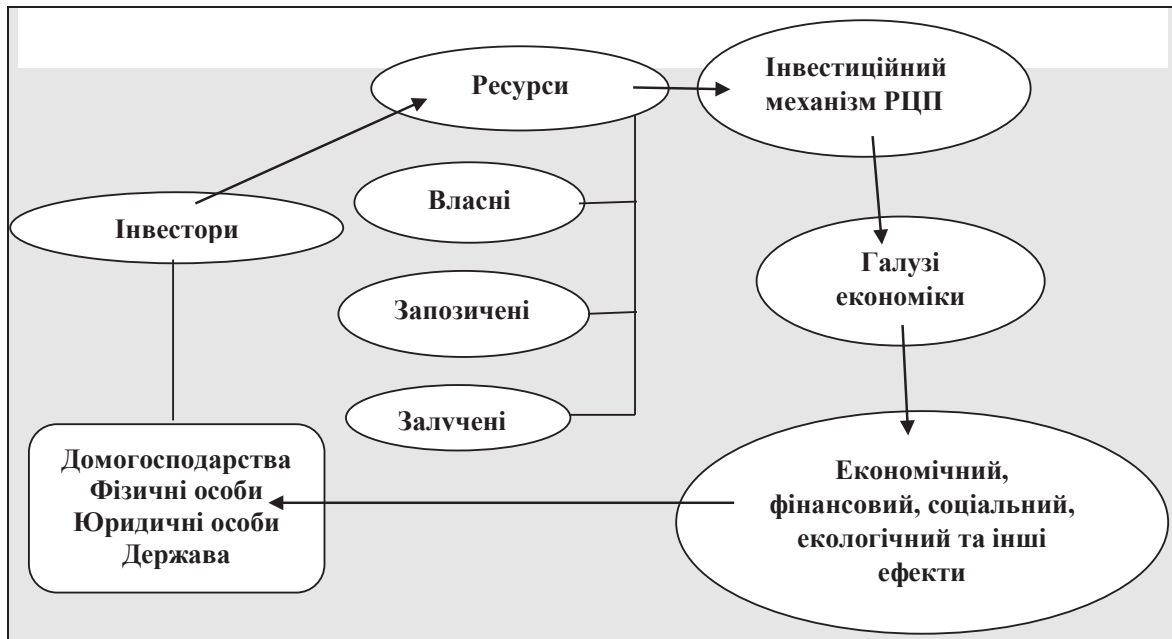 Ресурси
Інвестиційний
механізм РЦП
Власні
Інвестори
Галузі
економіки
Запозичені
Залучені
Домогосподарства
Фізичні особи
Юридичні особи
Держава
Економічний,
фінансовий, соціальний,
екологічний та інші
ефекти